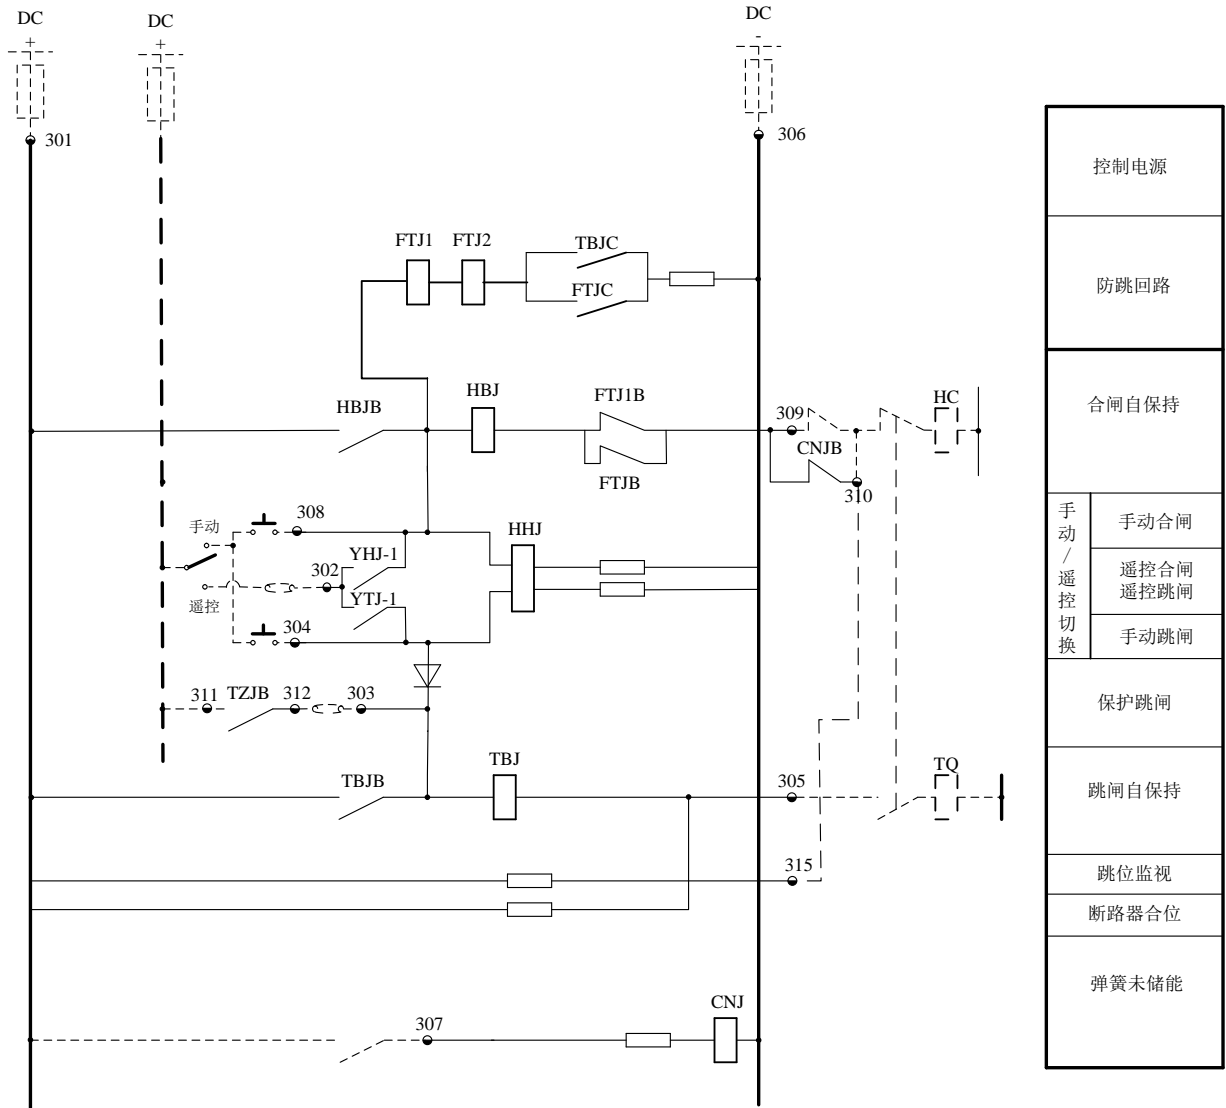 DC
+
DC
+
DC
-
301
306
控制电源
FTJ1
FTJ2
TBJC
FTJC
防跳回路
HBJB
HBJ
FTJ1B
FTJB
309
CNJB
310
HC
合闸自保持
手动
308
HHJ
YHJ-1
302
YTJ-1
遥控
304
手动/遥控切换
手动合闸
遥控合闸
遥控跳闸
手动跳闸
311
TZJB
312
303
保护跳闸
TBJB
TBJ
305
TQ
跳闸自保持
315
跳位监视
断路器合位
307
CNJ
弹簧未储能